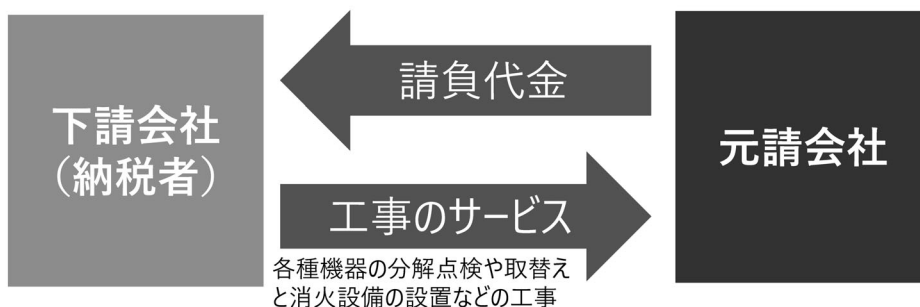 請負代金
下請会社
（納税者）
元請会社
工事のサービス
各種機器の分解点検や取替え
と消火設備の設置などの工事